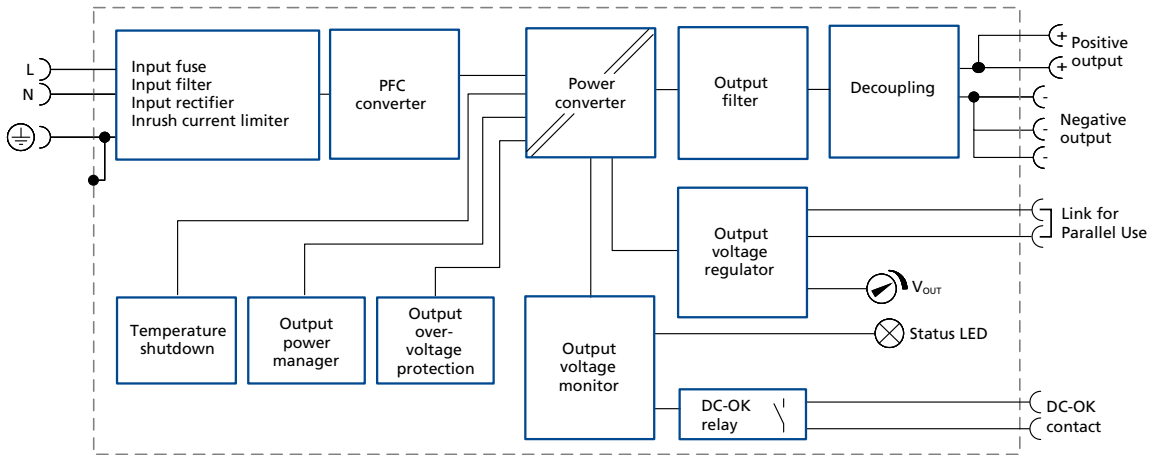 L
N
Input fuse
Input filter
Input rectifier
Inrush current limiter
PFC
converter
Power
converter
Output
filter
Decoupling
+
+
Positive
output
-
-
-
Negative
output
Output
voltage
regulator
Link for
Parallel Use
VOUT
Temperature
shutdown
Output
power
manager
Output
over-
voltage
protection
Output
voltage
monitor
Status LED
DC-OK
relay
DC-OK
contact